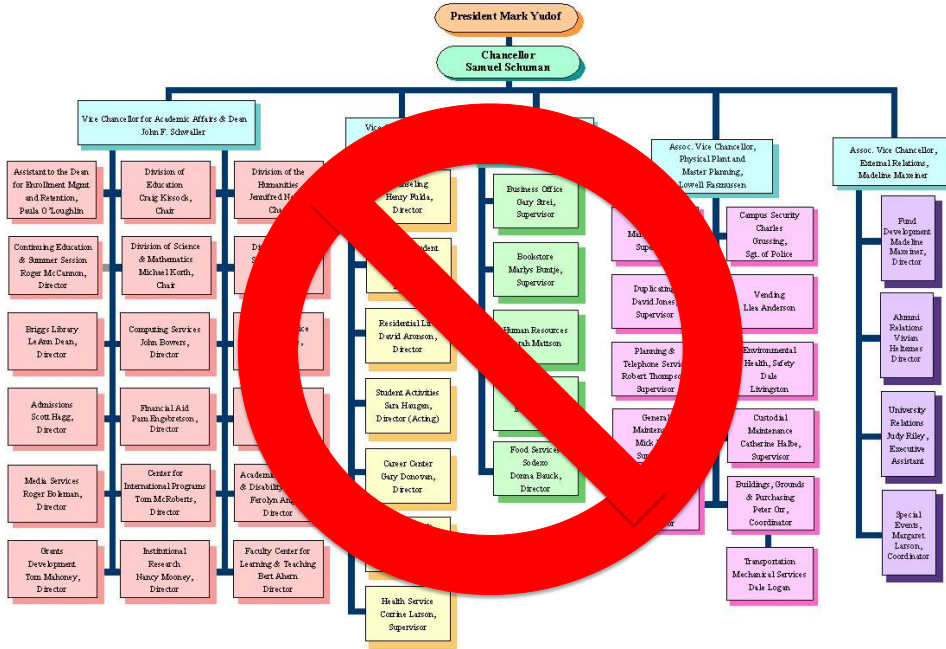 President Mark Yudof
Chancellor
Samuel Schuman
Vice Chancellor for Academic Affairs & Dean
John F. Schwaller
Assistant to the Dean
for Enrollment Mgmt
and Retention,
Paula O'Loughlin
Continuing Education
& Summer Session
Roger McCannon,
Director
Briggs Library
LeAnn Dean,
Director
Admissions
Scott Hagg,
Director
Media Services
Roger Boleman,
Director
Grants
Development
Tom Mahoney,
Director
Division of
Education
Craig Kissock,
Chair
Division of Science
& Mathematics
Michael Korth,
Chair
Computing Services
John Bowers,
Director
Financial Aid
Pam Engebretson,
Director
Center for
International Programs
Tom McRoberts,
Director
Institutional
Research
Nancy Mooney,
Director
Division of the
Humanities
Jennifred
Academic
& Disability
Ferolyn
Director
Faculty Center for
Learning & Teaching
Bert Ahern
Director
Vice
Henry Fulda,
Director
Residential
David Aronson,
Director
Student Activities
Sara Haugen,
Director (Acting)
Career Center
Gary Donovan,
Director
Health Service
Corrine Larson,
Supervisor
Business Office
Gary Strei,
Supervisor
Bookstore
Marlys Buntje,
Supervisor
Human Resources
Mattson
Food Services
Sodexo
Donna Bauck,
Director
Assoc. Vice Chancellor,
Physical Plant and
Master Planning,
Lowell Rasmussen
Duplicating
David Jones,
Supervisor
Planning &
Telephone
Robert Thompson
Supervisor
General
Mick
Campus Security
Charles
Grussing,
Sgt. of Police
Vending
Llea Anderson
Environmental
Health, Safety
Dale
Livingston
Custodial
Maintenance
Catherine Halbe,
Supervisor
Buildings, Grounds
& Purchasing
Peter Orr,
Coordinator
Transportation
Mechanical Services
Dale Logan
Assoc. Vice Chancellor,
External Relations,
Madeline Maxeiner
Fund
Development
Madeline
Maxeiner,
Director
Alumni
Relations
Vivian
Heltemes
Director
University
Relations
Judy Riley,
Executive
Assistant
Special
Events,
Margaret
Larson,
Coordinator